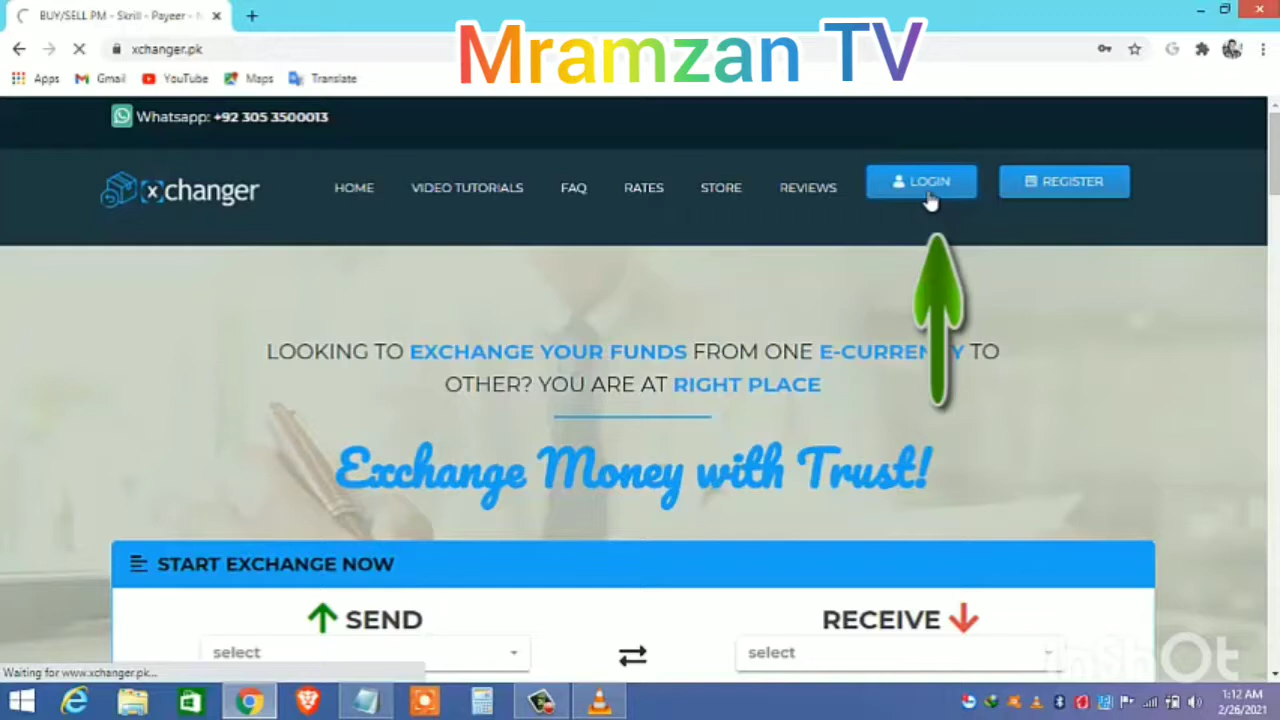 BUY/SELL PM - Skrill - Payeer -
xchanger.pk
Mramzan TV
Apps Gmail YouTube Maps Translate
Whatsapp: +92 305 3500013
[x]changer
HOME VIDEO TUTORIALS FAQ RATES STORE REVIEWS LOGIN REGISTER
LOOKING TO EXCHANGE YOUR FUNDS FROM ONE E-CURRENCY TO
OTHER? YOU ARE AT RIGHT PLACE
Exchange Money with Trust!
START EXCHANGE NOW
SEND RECEIVE
select select
InShOt
Waiting for www.xchanger.pk...
1:12 AM
2/26/2021